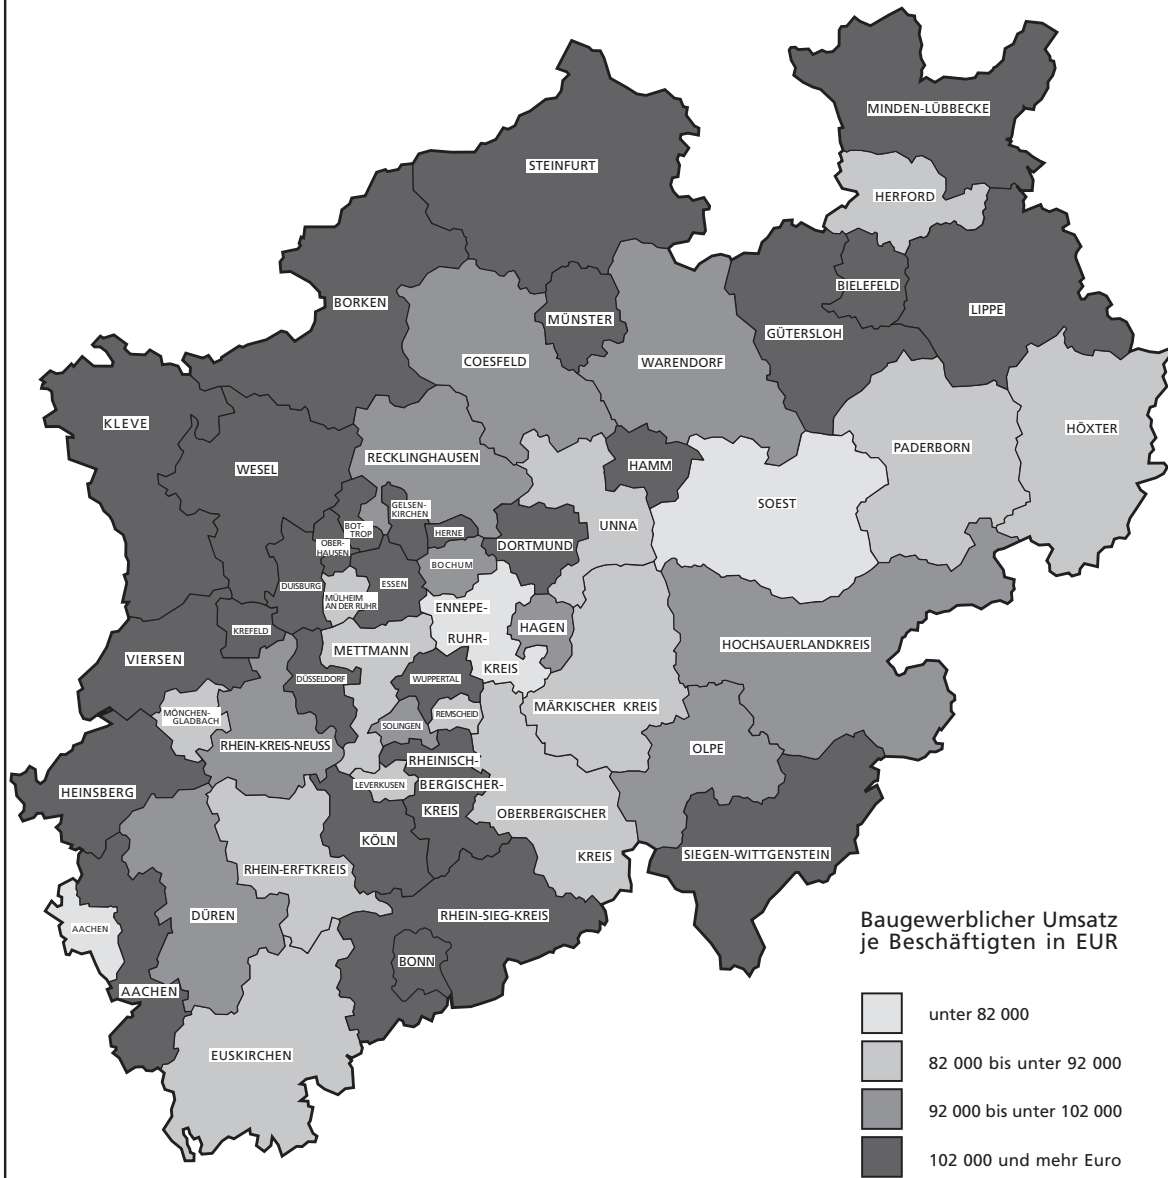 MINDEN-LÜBBECKE
STEINFURT
HERFORD
BIELEFELD
BORKEN
LIPPE
MÜNSTER
GÜTERSLOH
COESFELD
WARENDORF
KLEVE
HÖXTER
PADERBORN
RECKLINGHAUSEN
HAMM
WESEL
SOEST
GELSEN-
KIRCHEN
UNNA
BOT-
TROP
HERNE
OBER-
HAUSEN
DORTMUND
BOCHUM
DUISBURG
ESSEN
MÜLHEIM
AN DER RUHR
ENNEPE-
RUHR-
KREIS
HAGEN
KREFELD
METTMANN
HOCHSAUERLANDKREIS
VIERSEN
DÜSSELDORF
WUPPERTAL
MÄRKISCHER KREIS
MÖNCHEN-
GLADBACH
REMSCHEID
SOLINGEN
RHEIN-KREIS-NEUSS
OLPE
RHEINISCH-
BERGISCHER-
KREIS
LEVERKUSEN
HEINSBERG
OBERBERGISCHER
KREIS
KÖLN
SIEGEN-WITTGENSTEIN
RHEIN-ERFTKREIS
DÜREN
RHEIN-SIEG-KREIS
AACHEN
BONN
AACHEN
EUSKIRCHEN
Baugewerblicher Umsatz
je Beschäftigten in EUR
unter 82 000
82 000 bis unter 92 000
92 000 bis unter 102 000
102 000 und mehr Euro